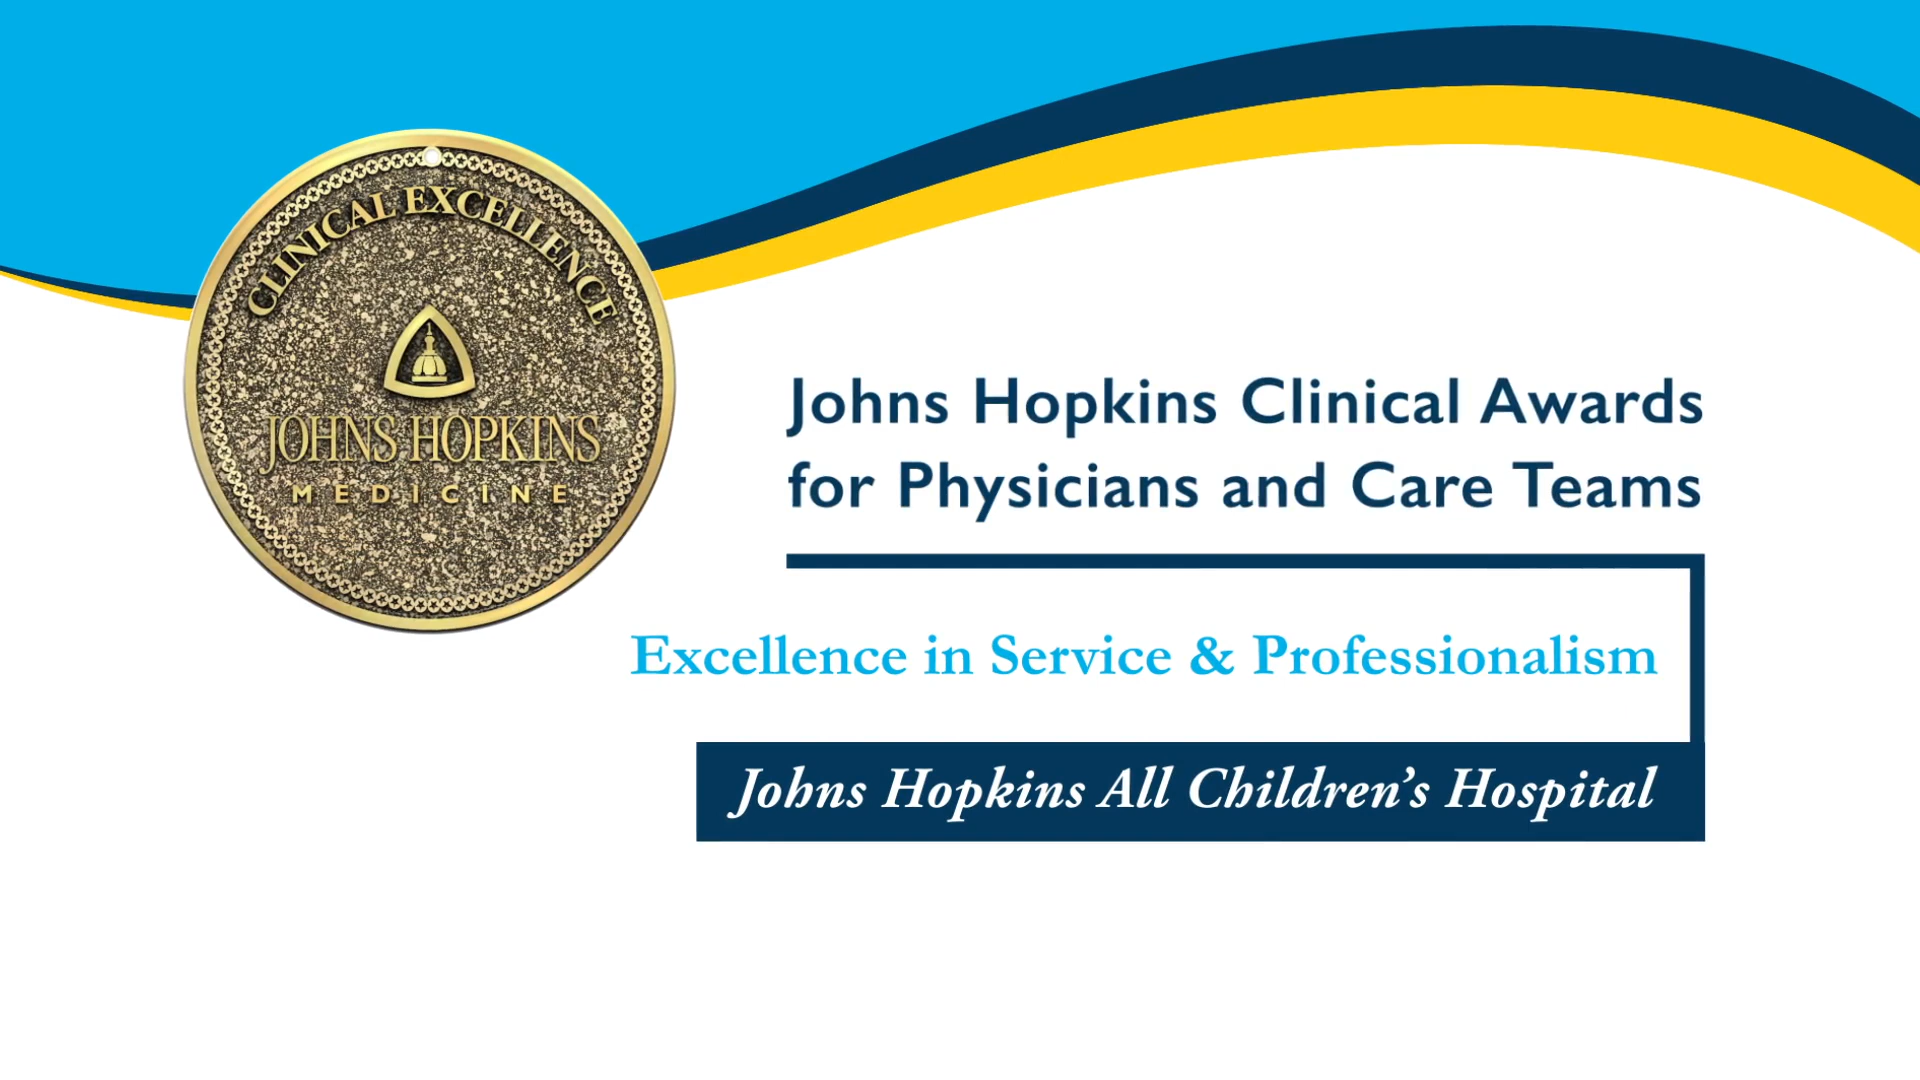 CLINICAL EXCELLENCE
JOHNS HOPKINS
MEDICINE
Johns Hopkins Clinical Awards
for Physicians and Care Teams
Excellence in Service & Professionalism
Johns Hopkins All Children’s Hospital